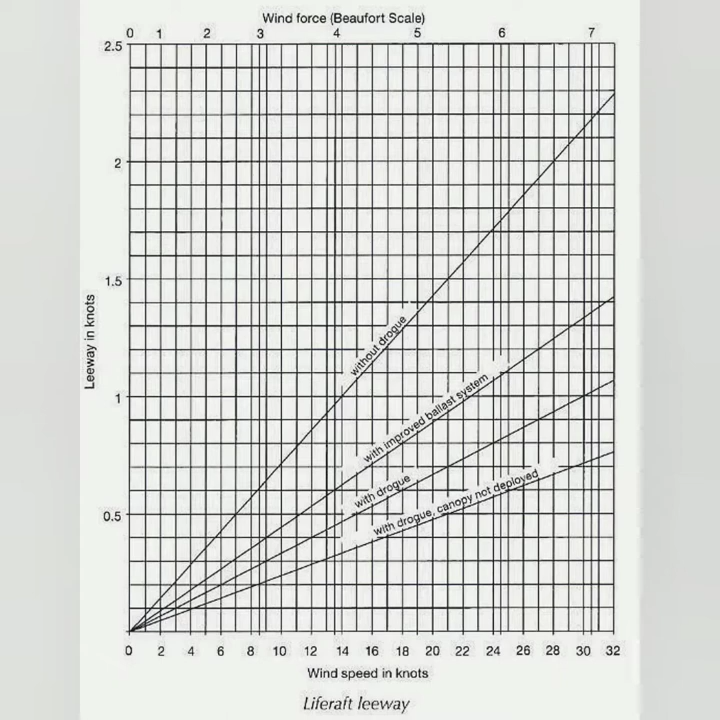 Wind force (Beaufort Scale)
0 1 2 3 4 5 6 7
2.5
2
1.5
1
0.5
Leeway in knots
without drogue
with improved ballast system
with drogue
with drogue, canopy not deployed
0 2 4 6 8 10 12 14 16 18 20 22 24 26 28 30 32
Wind speed in knots
Liferaft leeway